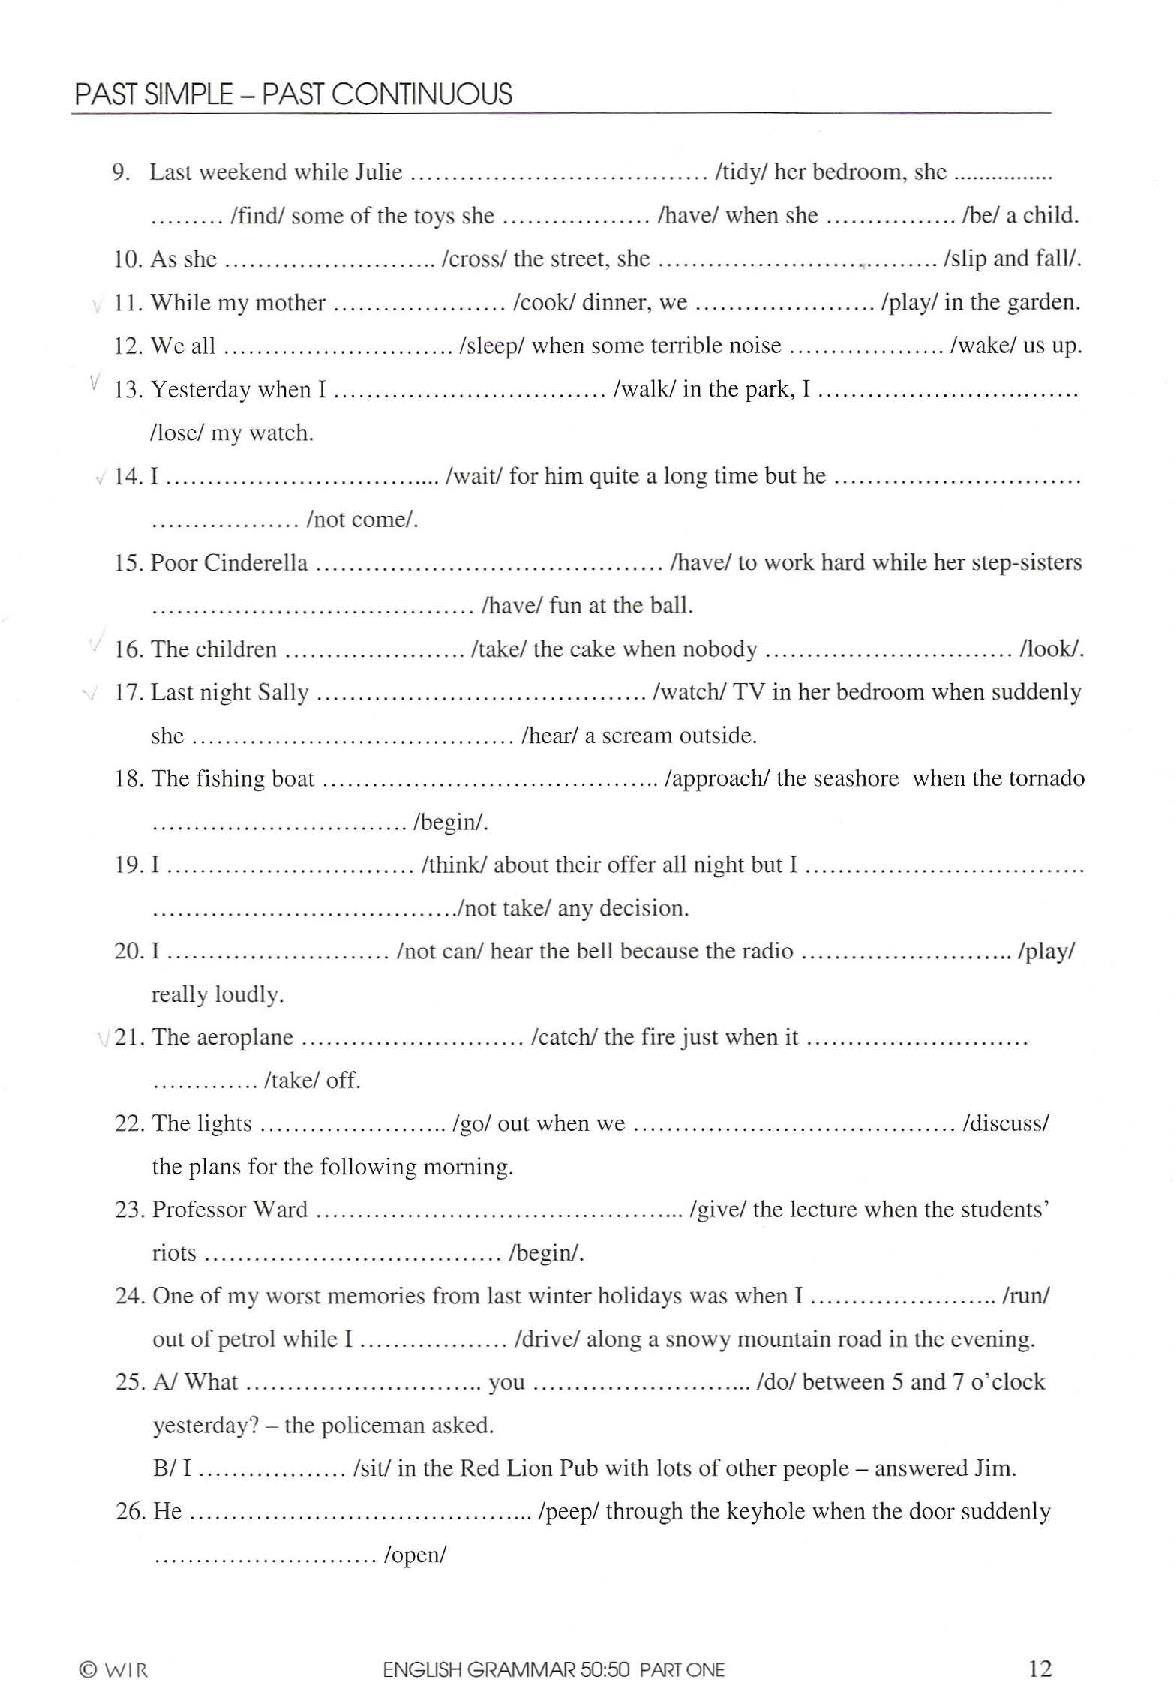 PAST SIMPLE – PAST CONTINUOUS
9. Last weekend while Julie .................................... /tidy/ her bedroom, she ................
......... /find/ some of the toys she .................. /have/ when she ................ /be/ a child.
10. As she .......................... /cross/ the street, she .................................. /slip and fall/.
11. While my mother ..................... /cook/ dinner, we ...................... /play/ in the garden.
12. We all ............................ /sleep/ when some terrible noise ................... /wake/ us up.
13. Yesterday when I ................................. /walk/ in the park, I ................................
/lose/ my watch.
14. I ................................. /wait/ for him quite a long time but he ..............................
.................. /not come/.
15. Poor Cinderella .......................................... /have/ to work hard while her step-sisters
....................................... /have/ fun at the ball.
16. The children ...................... /take/ the cake when nobody .............................. /look/.
17. Last night Sally ........................................ /watch/ TV in her bedroom when suddenly
she ....................................... /hear/ a scream outside.
18. The fishing boat ......................................... /approach/ the seashore when the tornado
............................... /begin/.
19. I .............................. /think/ about their offer all night but I ..................................
...................................../not take/ any decision.
20. I ........................... /not can/ hear the bell because the radio .......................... /play/
really loudly.
21. The aeroplane ........................... /catch/ the fire just when it ...........................
............. /take/ off.
22. The lights ....................... /go/ out when we ....................................... /discuss/
the plans for the following morning.
23. Professor Ward ............................................. /give/ the lecture when the students’
riots .................................... /begin/.
24. One of my worst memories from last winter holidays was when I ....................... /run/
out of petrol while I .................. /drive/ along a snowy mountain road in the evening.
25. A/ What ............................. you .......................... /do/ between 5 and 7 o’clock
yesterday? – the policeman asked.
B/ I .................. /sit/ in the Red Lion Pub with lots of other people – answered Jim.
26. He ......................................... /peep/ through the keyhole when the door suddenly
........................... /open/
© WIR ENGLISH GRAMMAR 50:50 PART ONE 12